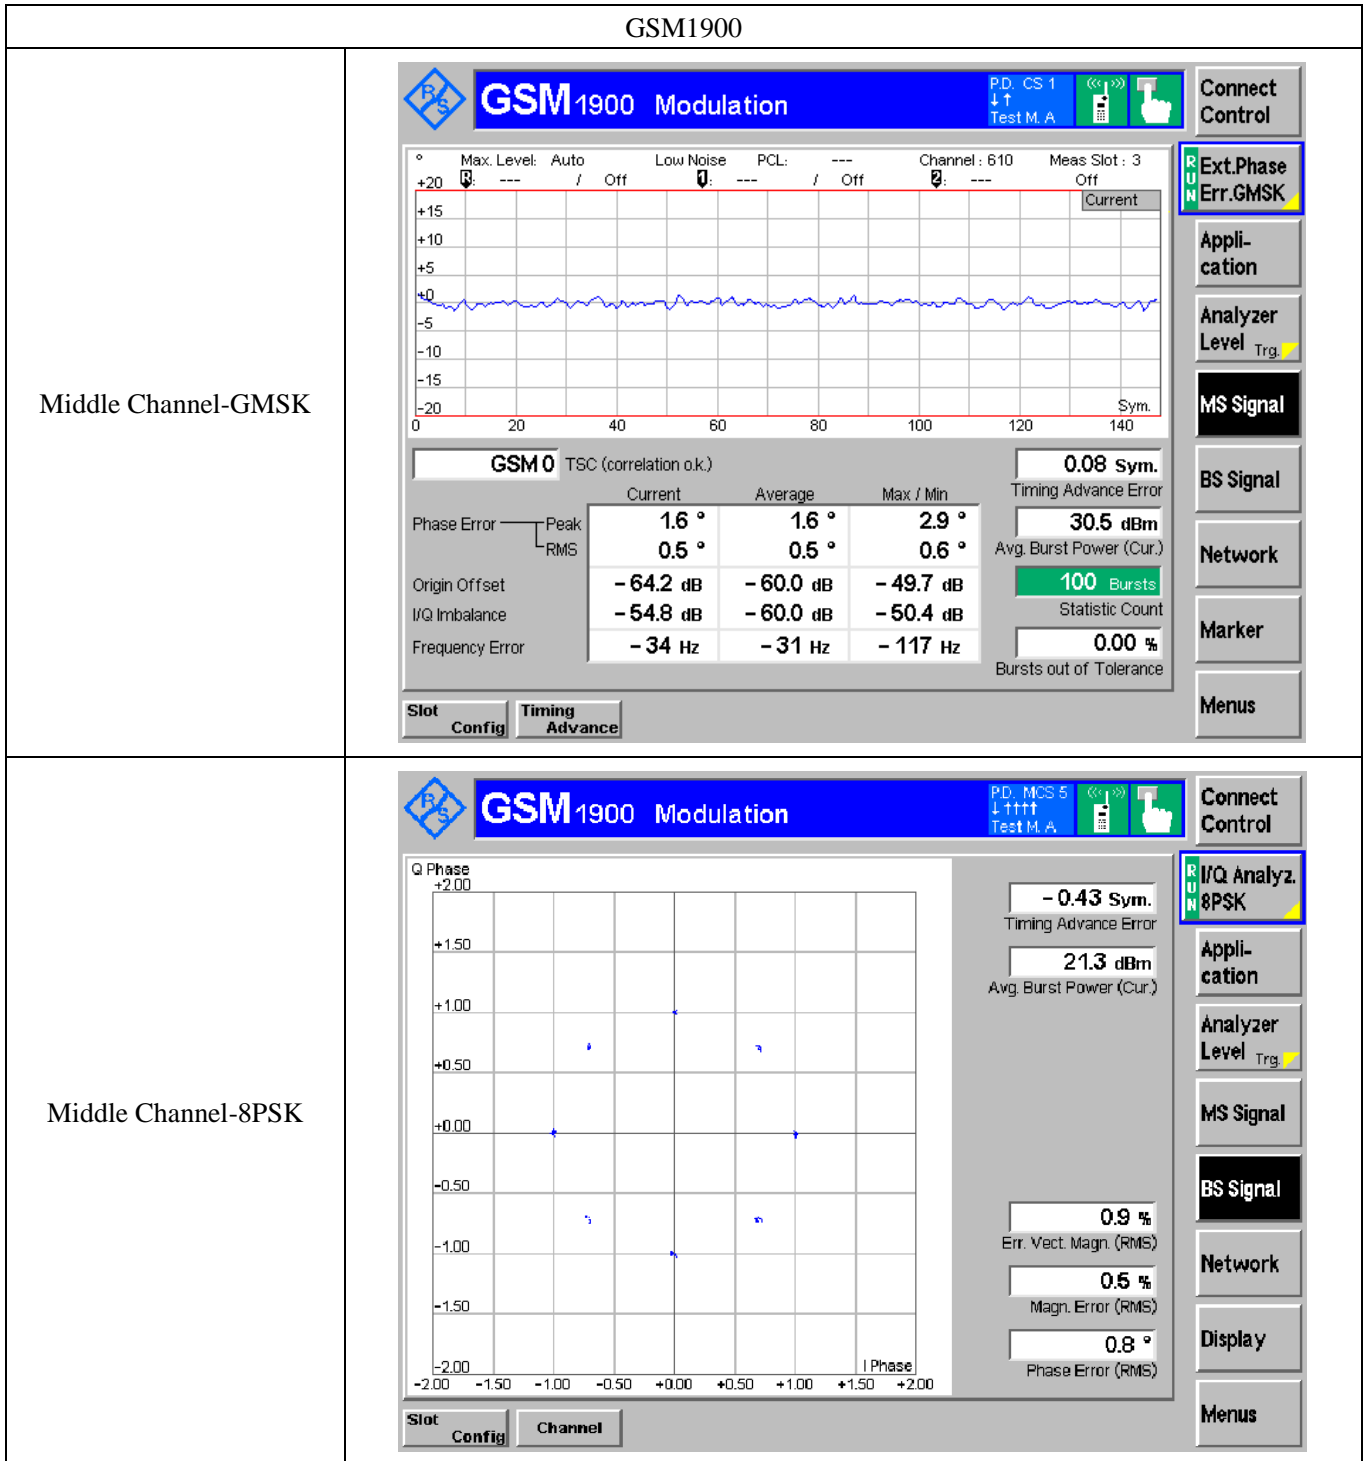 GSM1900
Middle Channel-GMSK
R/S
GSM 1900 Modulation
P.D. CS 1
↓ ↑
Test M. A
Connect
Control
° Max. Level: Auto Low Noise PCL: --- Channel : 610 Meas Slot : 3
+20 R: --- / Off 1: --- / Off 2: --- Off
Current
+15
+10
+5
±0
-5
-10
-15
-20
Sym.
0 20 40 60 80 100 120 140
GSM 0 TSC (correlation o.k.)
0.08 Sym.
Timing Advance Error
Current Average Max / Min
Phase Error Peak 1.6 ° 1.6 ° 2.9 °
RMS 0.5 ° 0.5 ° 0.6 °
30.5 dBm
Avg. Burst Power (Cur.)
Origin Offset – 64.2 dB – 60.0 dB – 49.7 dB
I/Q Imbalance – 54.8 dB – 60.0 dB – 50.4 dB
Frequency Error – 34 Hz – 31 Hz – 117 Hz
100 Bursts
Statistic Count
0.00 %
Bursts out of Tolerance
RUN
Ext.Phase
Err.GMSK
Appli-
cation
Analyzer
Level Trg.
MS Signal
BS Signal
Network
Marker
Menus
Slot
Config
Timing
Advance
Middle Channel-8PSK
R/S
GSM 1900 Modulation
P.D. MCS 5
↓ ↑↑↑↑
Test M. A
Connect
Control
Q Phase
+2.00
+1.50
+1.00
+0.50
+0.00
-0.50
-1.00
-1.50
-2.00
I Phase
-2.00 -1.50 -1.00 -0.50 +0.00 +0.50 +1.00 +1.50 +2.00
– 0.43 Sym.
Timing Advance Error
21.3 dBm
Avg. Burst Power (Cur.)
0.9 %
Err. Vect. Magn. (RMS)
0.5 %
Magn. Error (RMS)
0.8 °
Phase Error (RMS)
RUN
I/Q Analyz.
8PSK
Appli-
cation
Analyzer
Level Trg.
MS Signal
BS Signal
Network
Display
Menus
Slot
Config
Channel